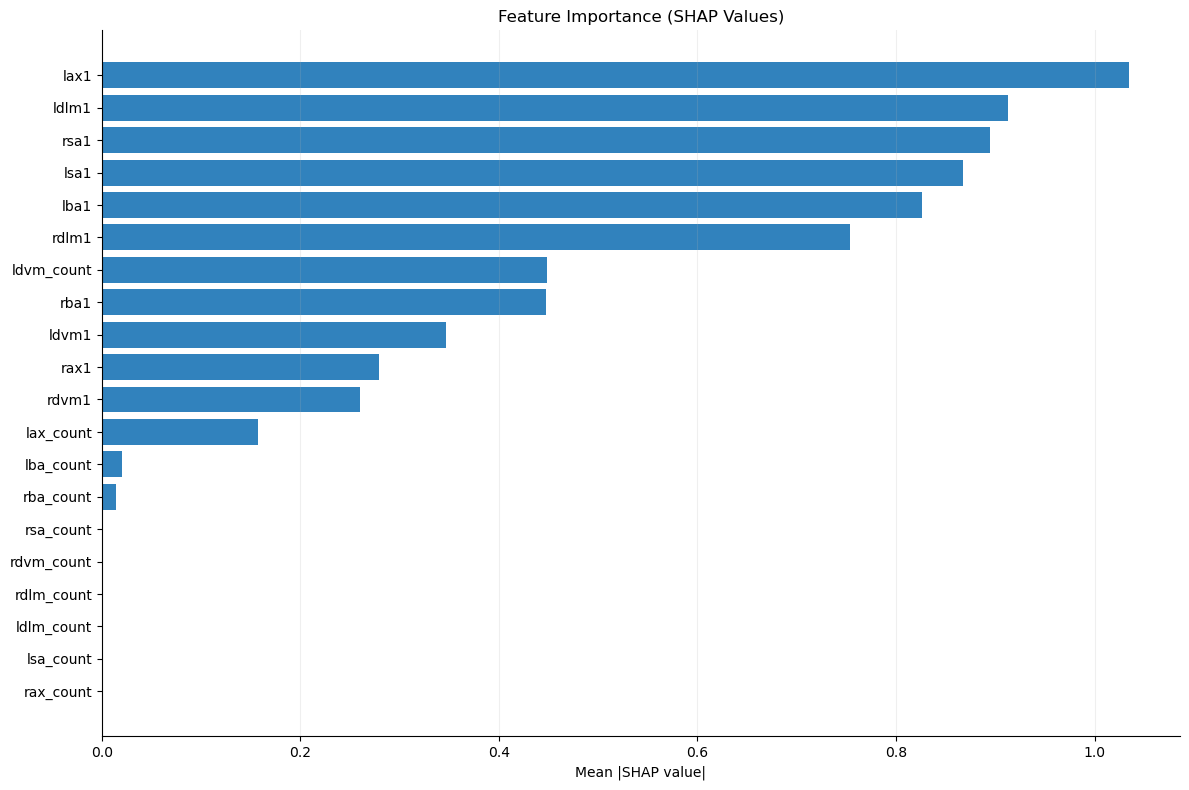 Feature Importance (SHAP Values)
lax1
ldlm1
rsa1
lsa1
lba1
rdlm1
ldvm_count
rba1
ldvm1
rax1
rdvm1
lax_count
lba_count
rba_count
rsa_count
rdvm_count
rdlm_count
ldlm_count
lsa_count
rax_count
0.0 0.2 0.4 0.6 0.8 1.0
Mean |SHAP value|